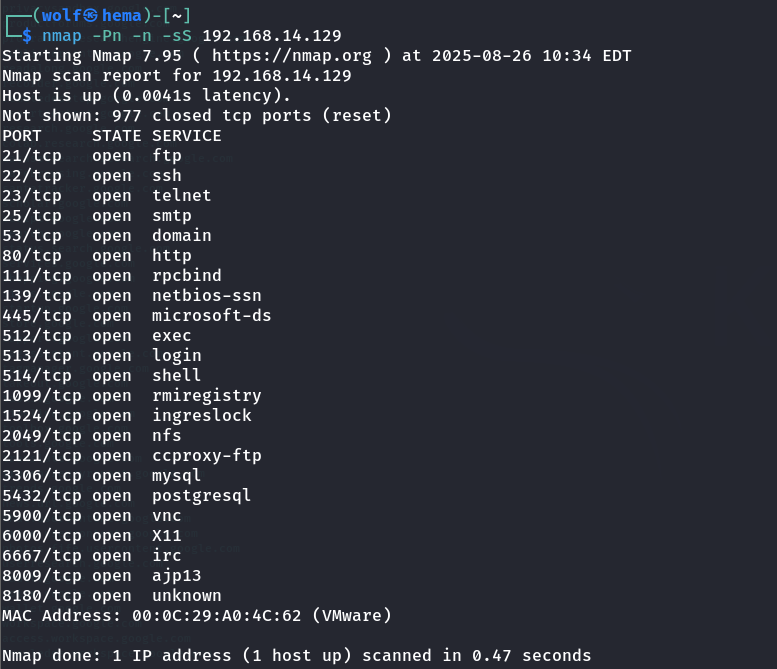 ┌──(wolf㉿hema)-[~]
└─$ nmap -Pn -n -sS 192.168.14.129
Starting Nmap 7.95 ( https://nmap.org ) at 2025-08-26 10:34 EDT
Nmap scan report for 192.168.14.129
Host is up (0.0041s latency).
Not shown: 977 closed tcp ports (reset)
PORT     STATE SERVICE
21/tcp   open  ftp
22/tcp   open  ssh
23/tcp   open  telnet
25/tcp   open  smtp
53/tcp   open  domain
80/tcp   open  http
111/tcp  open  rpcbind
139/tcp  open  netbios-ssn
445/tcp  open  microsoft-ds
512/tcp  open  exec
513/tcp  open  login
514/tcp  open  shell
1099/tcp open  rmiregistry
1524/tcp open  ingreslock
2049/tcp open  nfs
2121/tcp open  ccproxy-ftp
3306/tcp open  mysql
5432/tcp open  postgresql
5900/tcp open  vnc
6000/tcp open  X11
6667/tcp open  irc
8009/tcp open  ajp13
8180/tcp open  unknown
MAC Address: 00:0C:29:A0:4C:62 (VMware)

Nmap done: 1 IP address (1 host up) scanned in 0.47 seconds